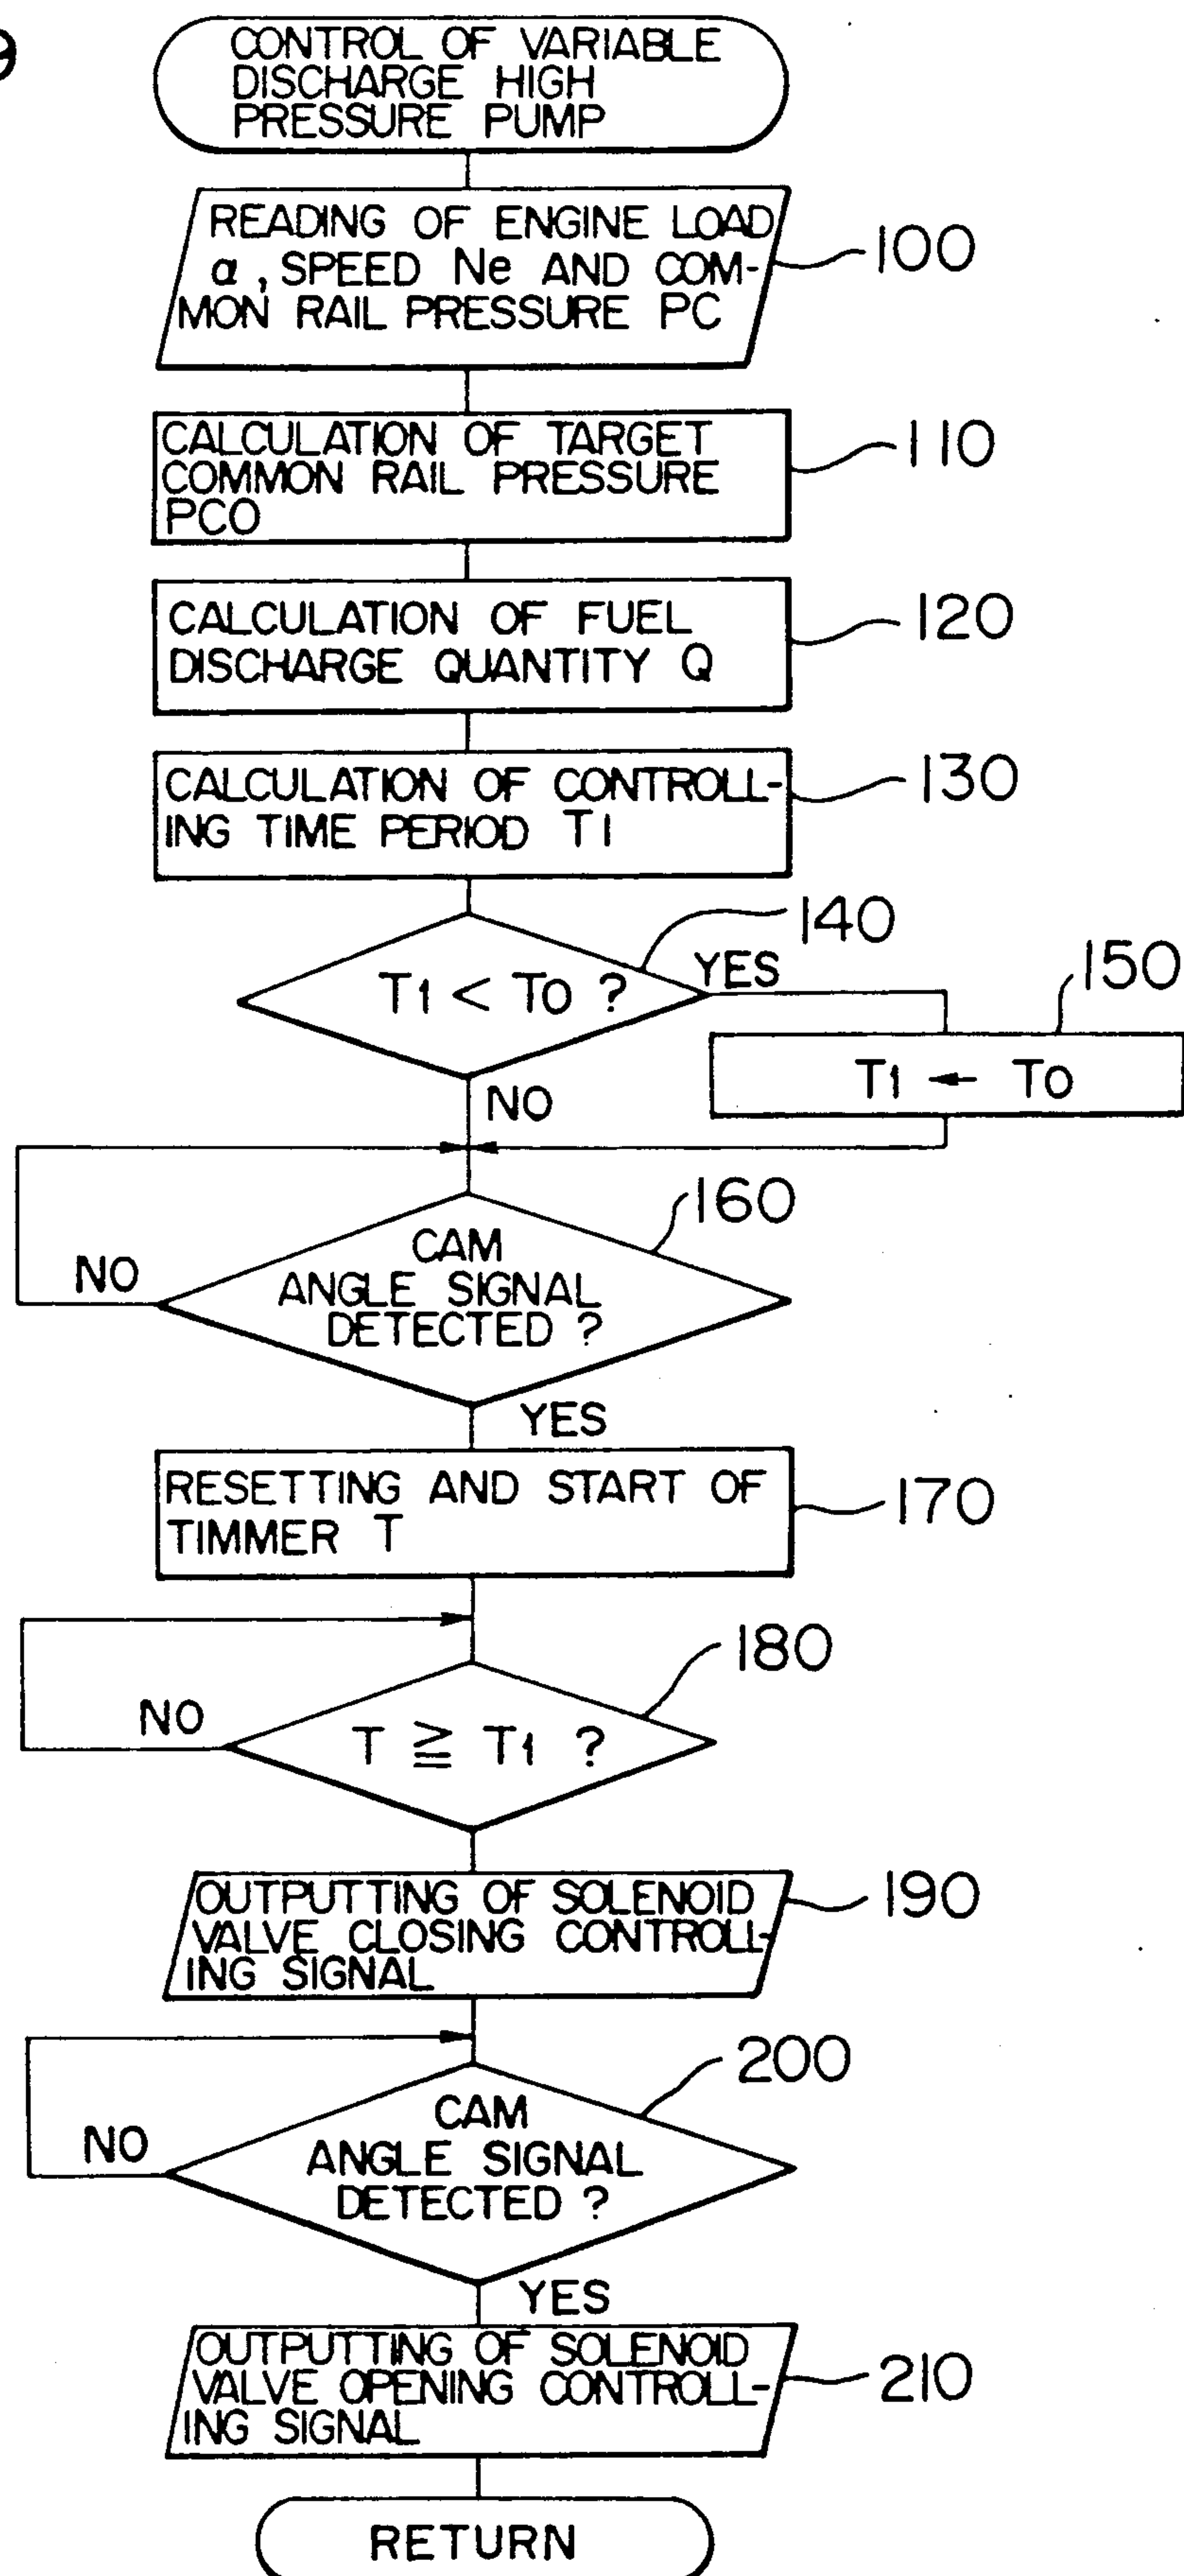 CONTROL OF VARIABLE
DISCHARGE HIGH
PRESSURE PUMP
READING OF ENGINE LOAD
α, SPEED Ne AND COM-
MON RAIL PRESSURE PC
100
CALCULATION OF TARGET
COMMON RAIL PRESSURE
PCO
110
CALCULATION OF FUEL
DISCHARGE QUANTITY Q
120
CALCULATION OF CONTROLL-
ING TIME PERIOD T1
130
140
T1 < TO ?
YES
150
T1 ← TO
NO
160
CAM
ANGLE SIGNAL
DETECTED ?
NO
YES
RESETTING AND START OF
TIMMER T
170
180
T ≧ T1 ?
NO
OUTPUTTING OF SOLENOID
VALVE CLOSING CONTROLL-
ING SIGNAL
190
200
CAM
ANGLE SIGNAL
DETECTED ?
NO
YES
OUTPUTTING OF SOLENOID
VALVE OPENING CONTROLL-
ING SIGNAL
210
RETURN